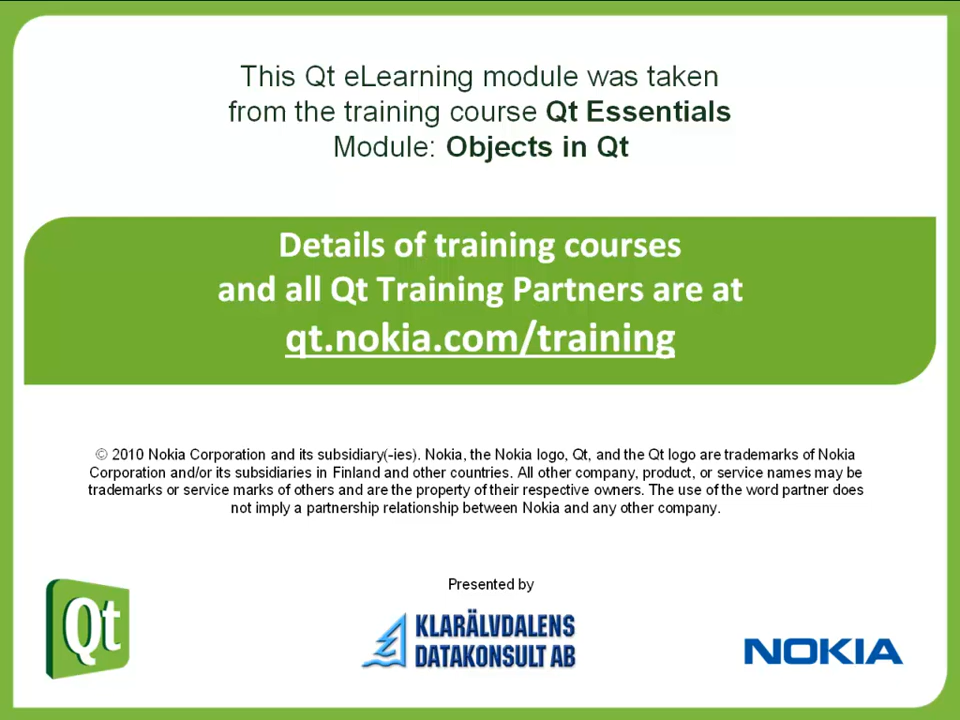 This Qt eLearning module was taken
from the training course Qt Essentials
Module: Objects in Qt
Details of training courses
and all Qt Training Partners are at
qt.nokia.com/training
© 2010 Nokia Corporation and its subsidiary(-ies). Nokia, the Nokia logo, Qt, and the Qt logo are trademarks of Nokia
Corporation and/or its subsidiaries in Finland and other countries. All other company, product, or service names may be
trademarks or service marks of others and are the property of their respective owners. The use of the word partner does
not imply a partnership relationship between Nokia and any other company.
Presented by
Qt
KLARÄLVDALENS
DATAKONSULT AB
NOKIA